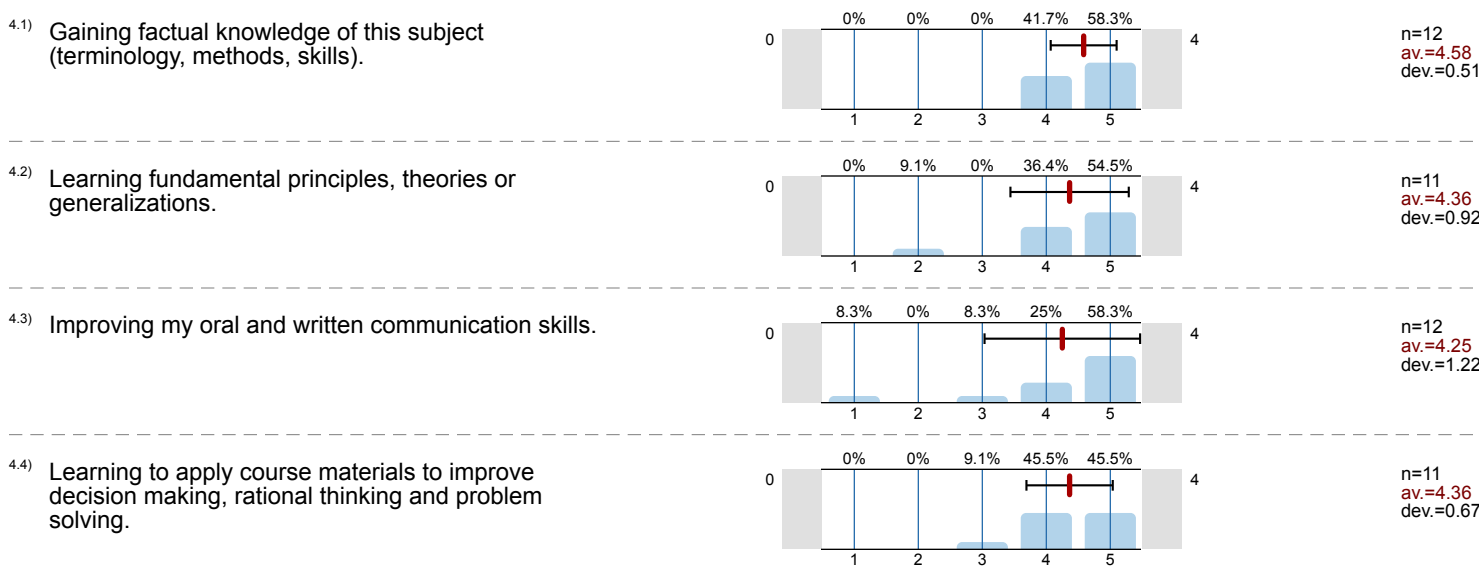 4.1) Gaining factual knowledge of this subject
(terminology, methods, skills).
0% 0% 0% 41.7% 58.3%
0 4
1 2 3 4 5
n=12
av.=4.58
dev.=0.51
4.2) Learning fundamental principles, theories or
generalizations.
0% 9.1% 0% 36.4% 54.5%
0 4
1 2 3 4 5
n=11
av.=4.36
dev.=0.92
4.3) Improving my oral and written communication skills.
8.3% 0% 8.3% 25% 58.3%
0 4
1 2 3 4 5
n=12
av.=4.25
dev.=1.22
4.4) Learning to apply course materials to improve
decision making, rational thinking and problem
solving.
0% 0% 9.1% 45.5% 45.5%
0 4
1 2 3 4 5
n=11
av.=4.36
dev.=0.67